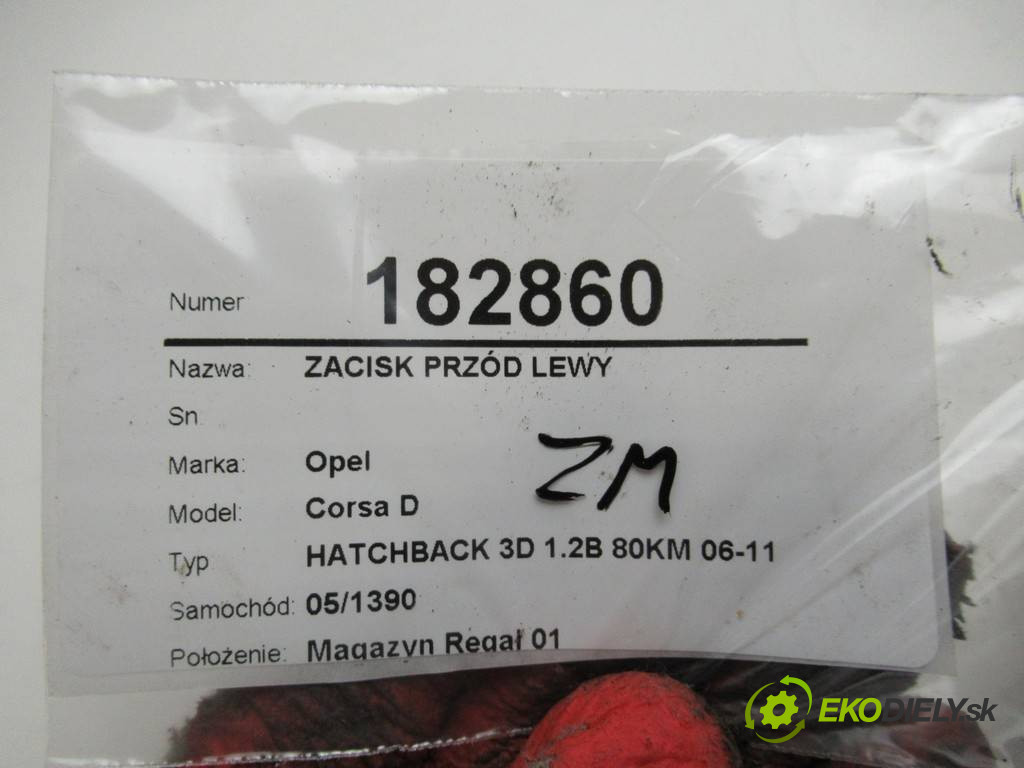 Numer 182860
Nazwa: ZACISK PRZÓD LEWY
Sn
Marka: Opel
ZM
Model: Corsa D
Typ HATCHBACK 3D 1.2B 80KM 06-11
Samochód: 05/1390
Położenie: Magazyn Regał 01
EKODIELY.sk